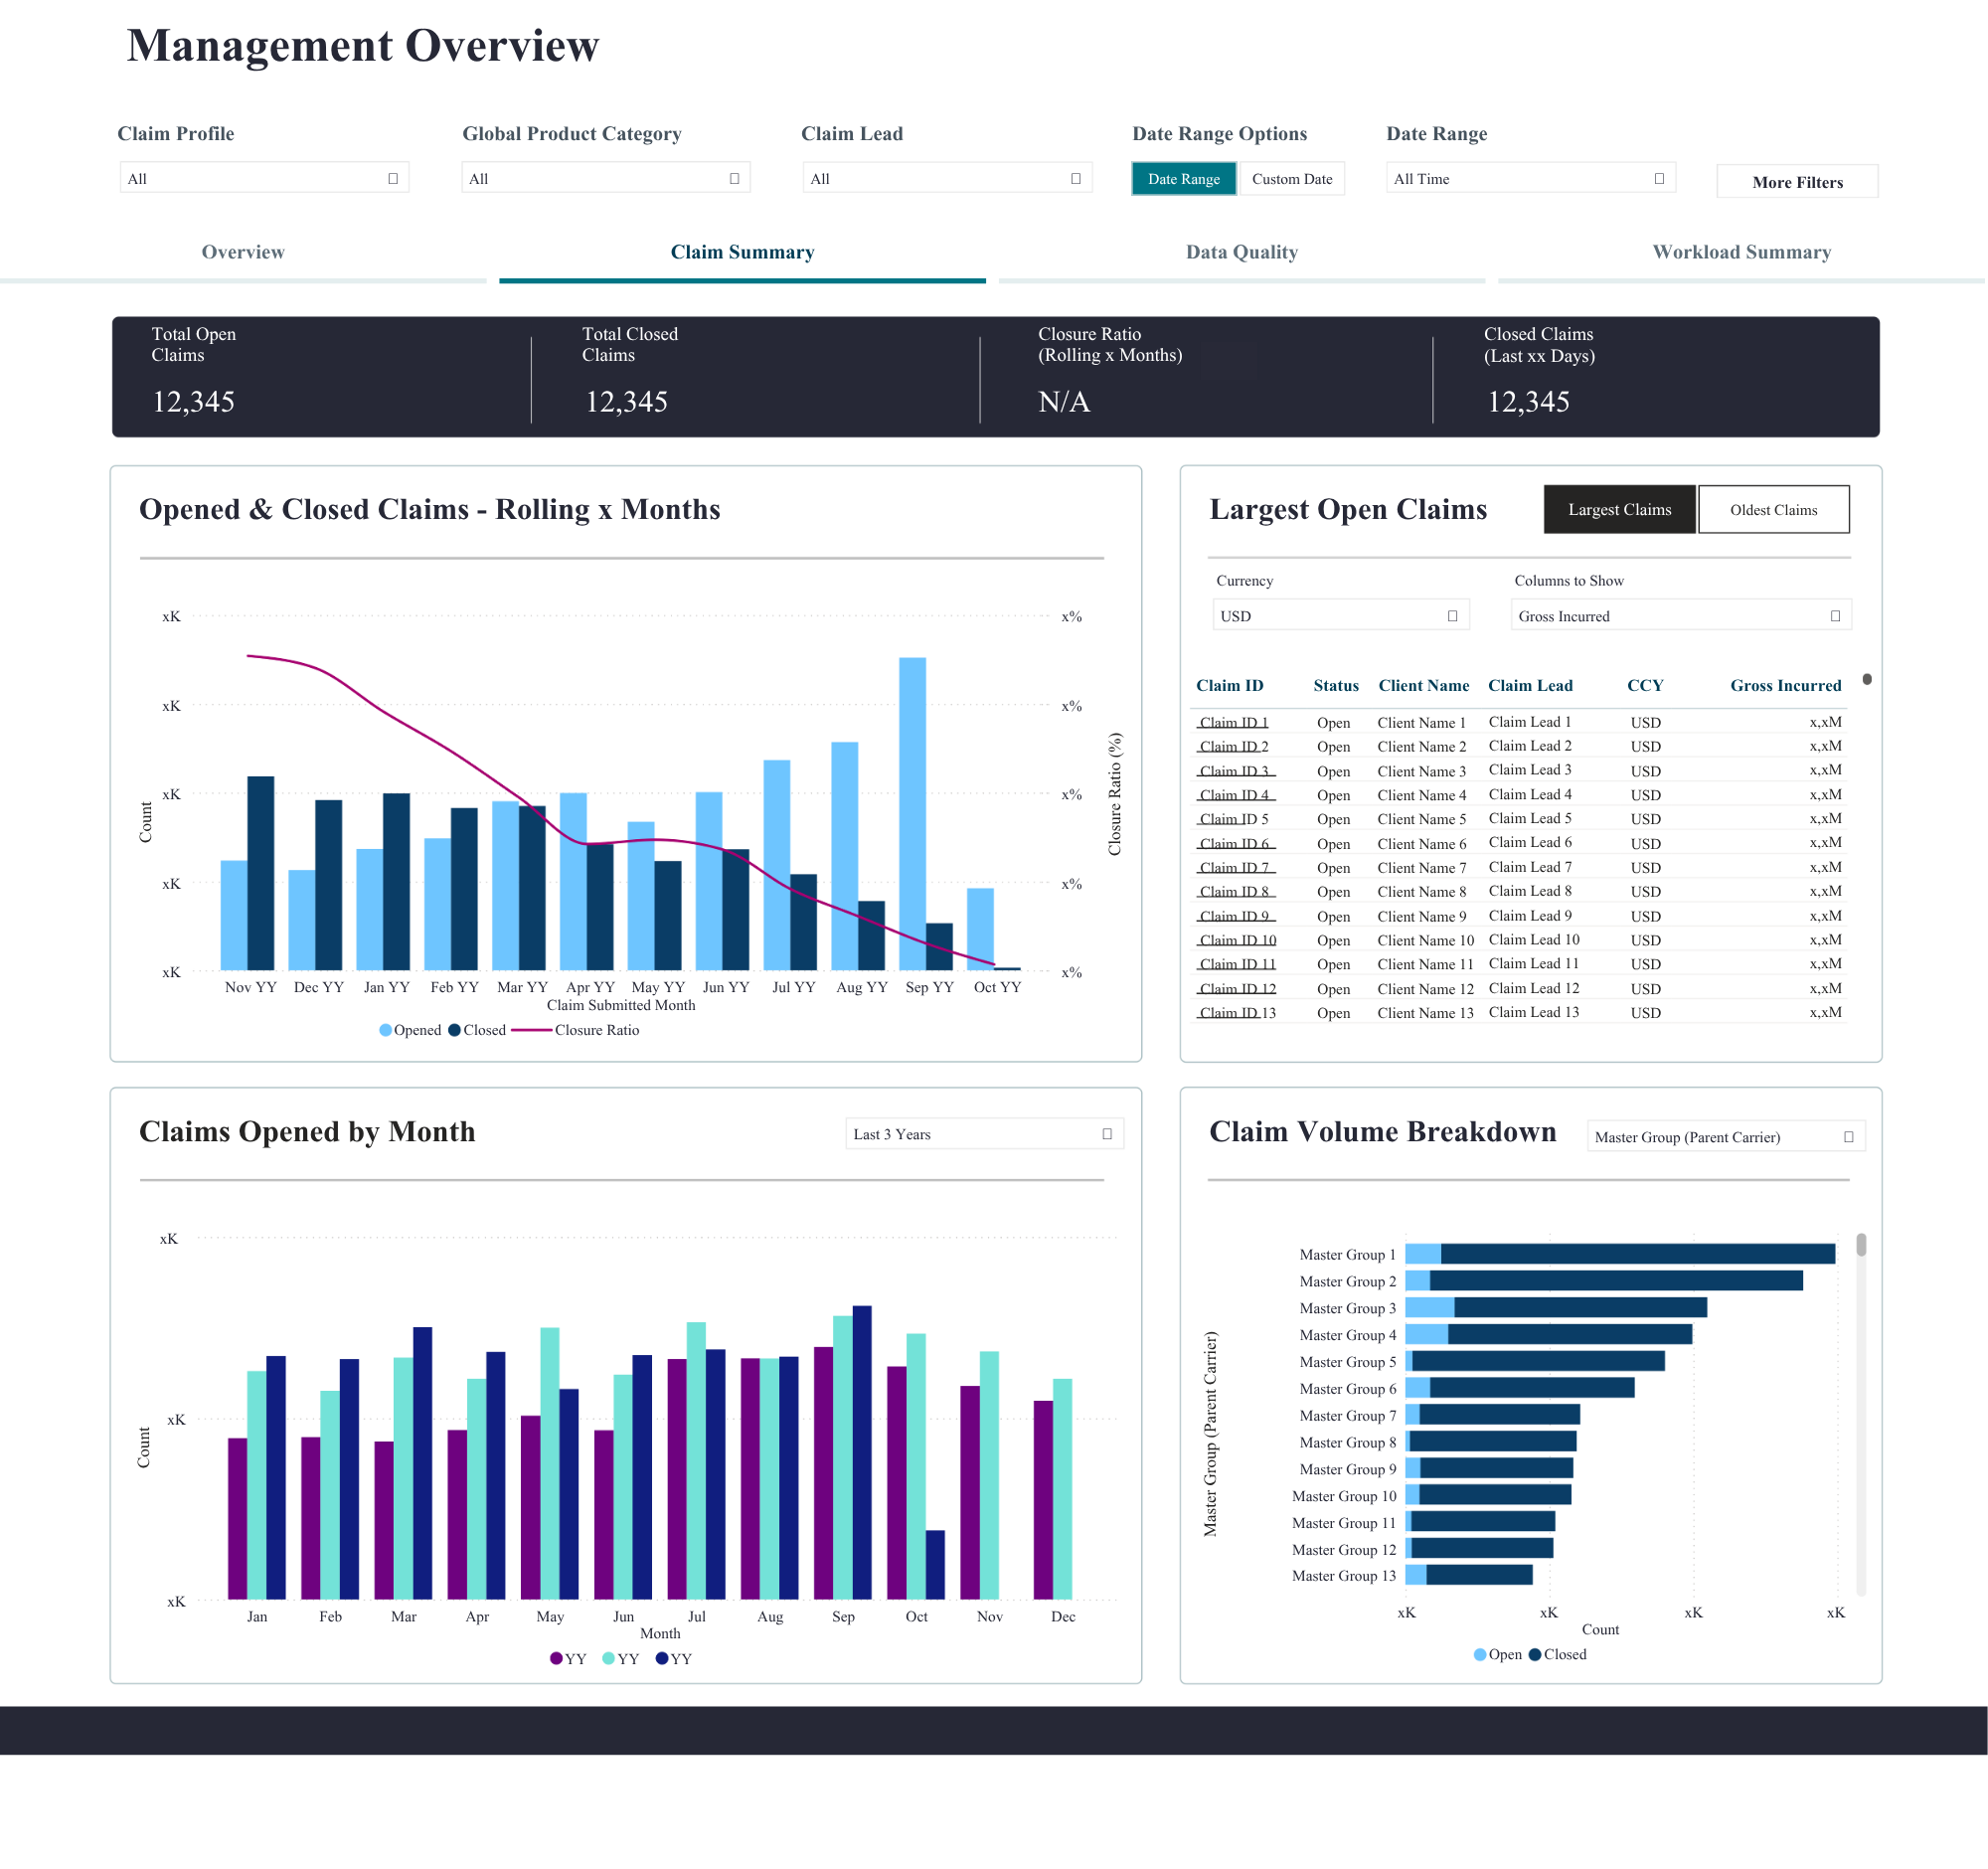 Management Overview
Claim Profile
Global Product Category
Claim Lead
Date Range Options
Date Range
All
All
All
Date Range
Custom Date
All Time
More Filters
Overview
Claim Summary
Data Quality
Workload Summary
Total Open
Claims
12,345
Total Closed
Claims
12,345
Closure Ratio
(Rolling x Months)
N/A
Closed Claims
(Last xx Days)
12,345
Opened & Closed Claims - Rolling x Months
xK
xK
xK
xK
xK
Count
x%
x%
x%
x%
x%
Closure Ratio (%)
Nov YY Dec YY Jan YY Feb YY Mar YY Apr YY May YY Jun YY Jul YY Aug YY Sep YY Oct YY
Claim Submitted Month
Opened Closed Closure Ratio
Largest Open Claims
Largest Claims
Oldest Claims
Currency
Columns to Show
USD
Gross Incurred
Claim ID Status Client Name Claim Lead CCY Gross Incurred
Claim ID 1 Open Client Name 1 Claim Lead 1 USD x,xM
Claim ID 2 Open Client Name 2 Claim Lead 2 USD x,xM
Claim ID 3 Open Client Name 3 Claim Lead 3 USD x,xM
Claim ID 4 Open Client Name 4 Claim Lead 4 USD x,xM
Claim ID 5 Open Client Name 5 Claim Lead 5 USD x,xM
Claim ID 6 Open Client Name 6 Claim Lead 6 USD x,xM
Claim ID 7 Open Client Name 7 Claim Lead 7 USD x,xM
Claim ID 8 Open Client Name 8 Claim Lead 8 USD x,xM
Claim ID 9 Open Client Name 9 Claim Lead 9 USD x,xM
Claim ID 10 Open Client Name 10 Claim Lead 10 USD x,xM
Claim ID 11 Open Client Name 11 Claim Lead 11 USD x,xM
Claim ID 12 Open Client Name 12 Claim Lead 12 USD x,xM
Claim ID 13 Open Client Name 13 Claim Lead 13 USD x,xM
Claims Opened by Month
Last 3 Years
xK
xK
xK
Count
Jan Feb Mar Apr May Jun Jul Aug Sep Oct Nov Dec
Month
YY YY YY
Claim Volume Breakdown
Master Group (Parent Carrier)
Master Group (Parent Carrier)
Master Group 1
Master Group 2
Master Group 3
Master Group 4
Master Group 5
Master Group 6
Master Group 7
Master Group 8
Master Group 9
Master Group 10
Master Group 11
Master Group 12
Master Group 13
xK xK xK xK
Count
Open Closed